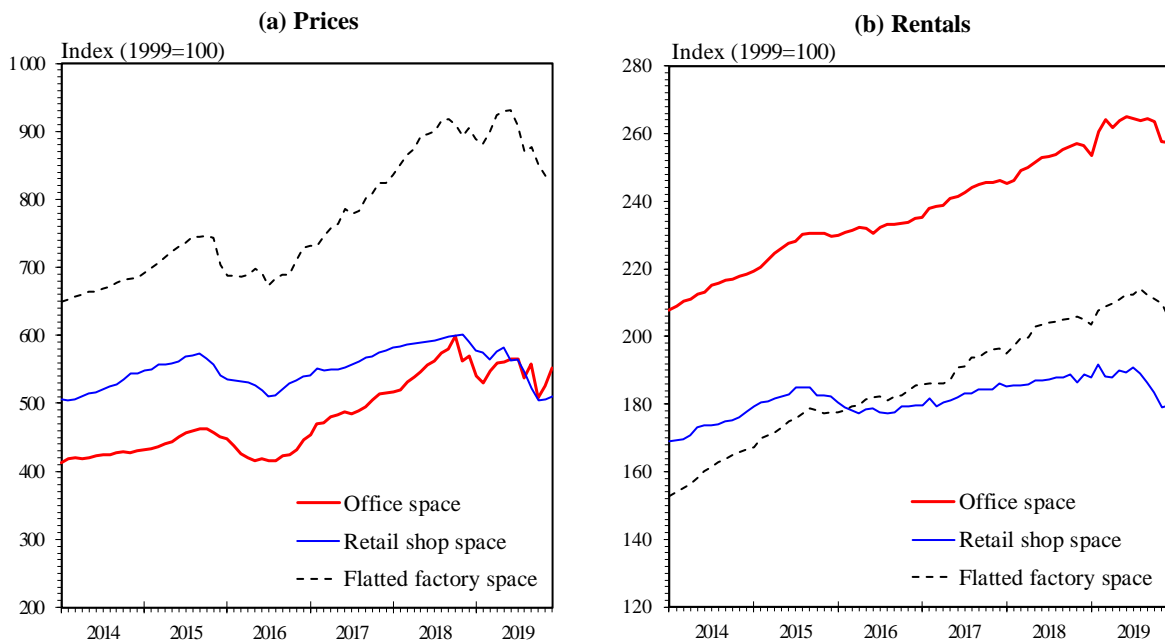 (a) Prices
Index (1999=100)
1 000
900
800
700
600
500
400
300
200
Office space
Retail shop space
Flatted factory space
2014 2015 2016 2017 2018 2019
(b) Rentals
Index (1999=100)
280
260
240
220
200
180
160
140
120
Office space
Retail shop space
Flatted factory space
2014 2015 2016 2017 2018 2019